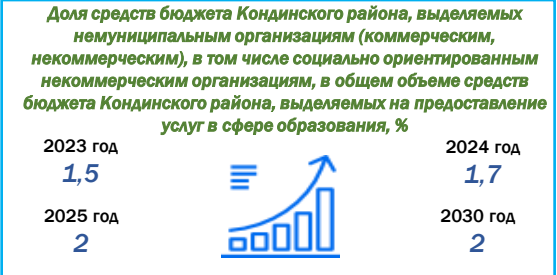 Доля средств бюджета Кондинского района, выделяемых
немуниципальным организациям (коммерческим,
некоммерческим), в том числе социально ориентированным
некоммерческим организациям, в общем объеме средств
бюджета Кондинского района, выделяемых на предоставление
услуг в сфере образования, %
2023 год
1,5
2024 год
1,7
2025 год
2
2030 год
2